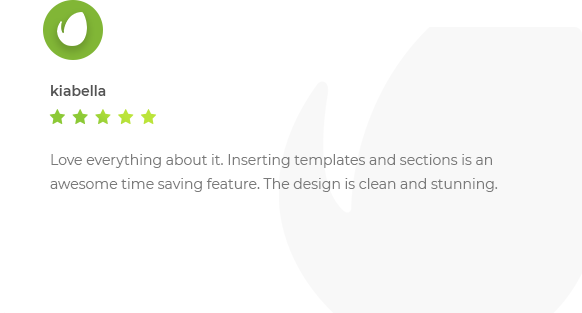 kiabella
Love everything about it. Inserting templates and sections is an
awesome time saving feature. The design is clean and stunning.